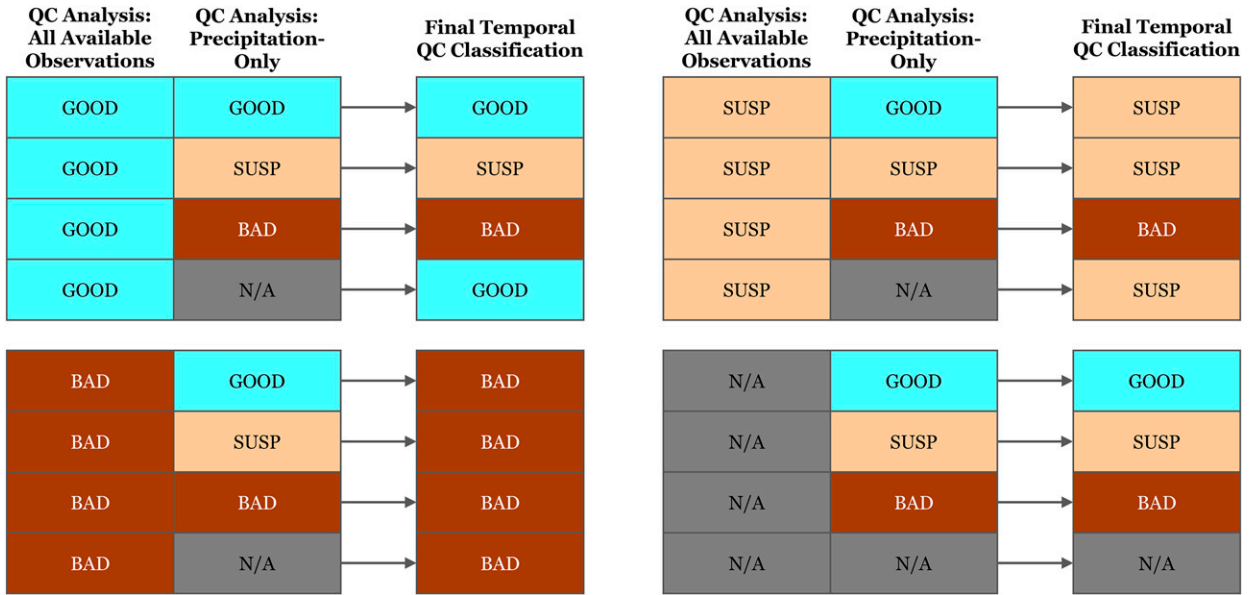 QC Analysis:
All Available
Observations
QC Analysis:
Precipitation-
Only
Final Temporal
QC Classification
GOOD GOOD GOOD
GOOD SUSP SUSP
GOOD BAD BAD
GOOD N/A GOOD
BAD GOOD BAD
BAD SUSP BAD
BAD BAD BAD
BAD N/A BAD
QC Analysis:
All Available
Observations
QC Analysis:
Precipitation-
Only
Final Temporal
QC Classification
SUSP GOOD SUSP
SUSP SUSP SUSP
SUSP BAD BAD
SUSP N/A SUSP
N/A GOOD GOOD
N/A SUSP SUSP
N/A BAD BAD
N/A N/A N/A